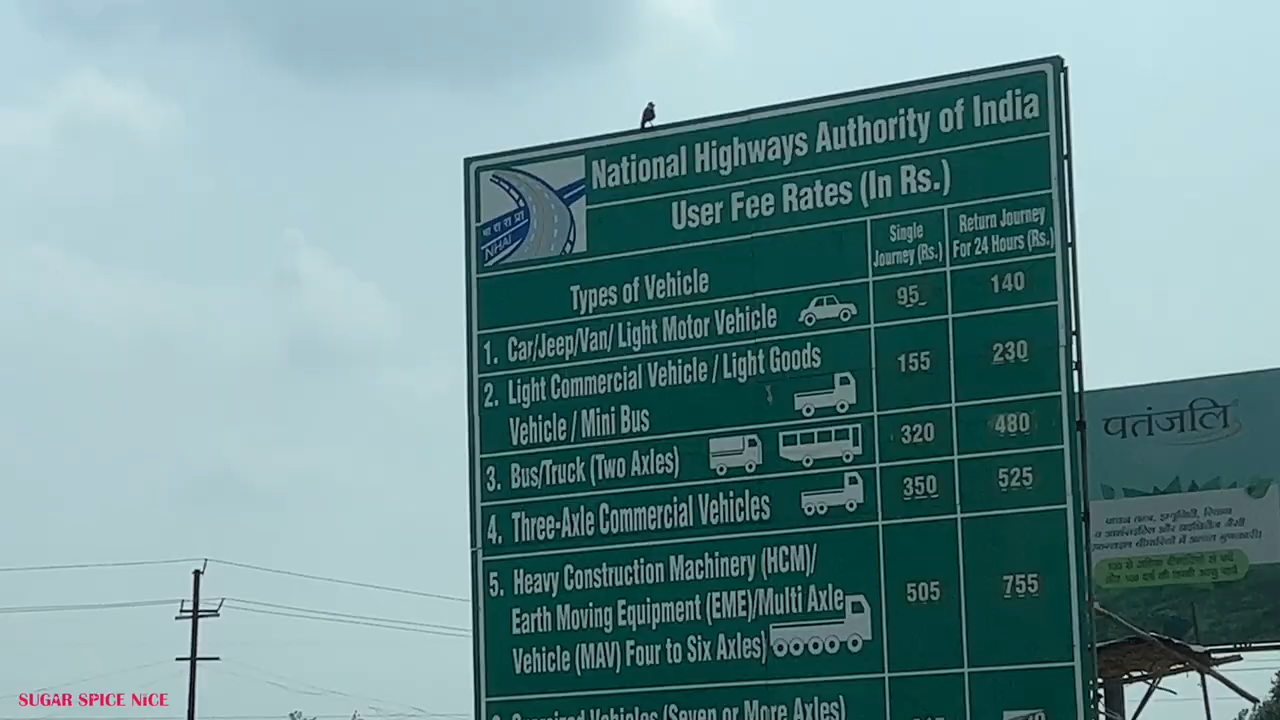 National Highways Authority of India
User Fee Rates (In Rs.)
भा रा रा प्रा
NHAI
Types of Vehicle
Single
Journey (Rs.)
Return Journey
For 24 Hours (Rs.)
1. Car/Jeep/Van/ Light Motor Vehicle
95
140
2. Light Commercial Vehicle / Light Goods
Vehicle / Mini Bus
155
230
3. Bus/Truck (Two Axles)
320
480
4. Three-Axle Commercial Vehicles
350
525
5. Heavy Construction Machinery (HCM)/
Earth Moving Equipment (EME)/Multi Axle
Vehicle (MAV) Four to Six Axles)
505
755
Vehicles (Seven or More Axles)
पतंजलि
SUGAR SPICE NiCE